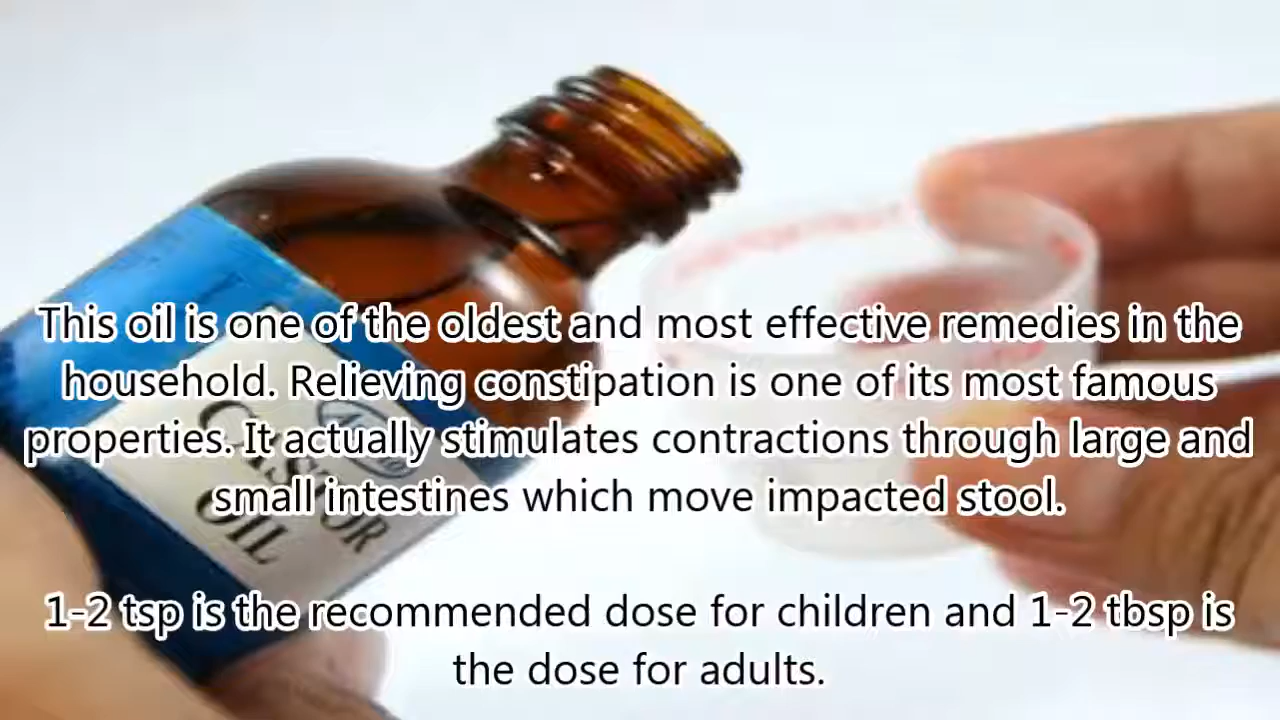 This oil is one of the oldest and most effective remedies in the
household. Relieving constipation is one of its most famous
properties. It actually stimulates contractions through large and
small intestines which move impacted stool.
1-2 tsp is the recommended dose for children and 1-2 tbsp is
the dose for adults.
CASTOR
OIL